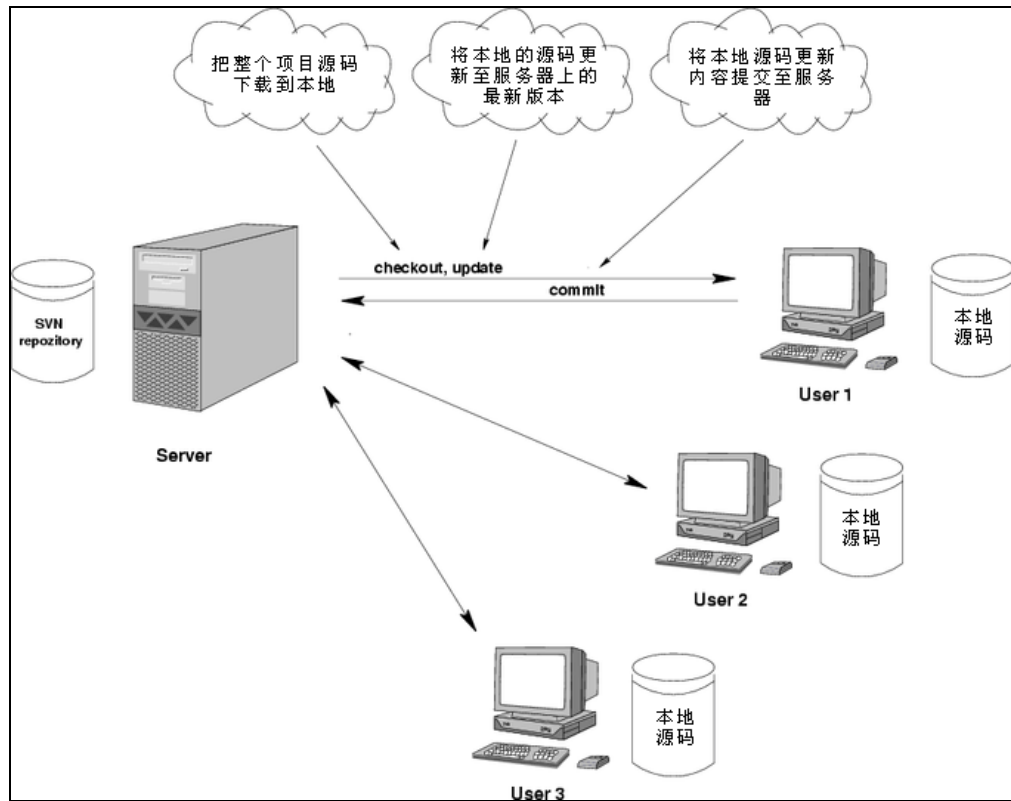 把整个项目源码
下载到本地
将本地的源码更
新至服务器上的
最新版本
将本地源码更新
内容提交至服务
器
checkout, update
commit
SVN
repozitory
本地
源码
User 1
Server
本地
源码
User 2
本地
源码
User 3